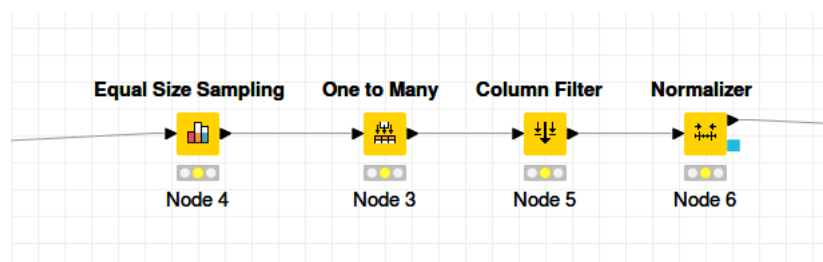 Equal Size Sampling
One to Many
Column Filter
Normalizer
Node 4
Node 3
Node 5
Node 6